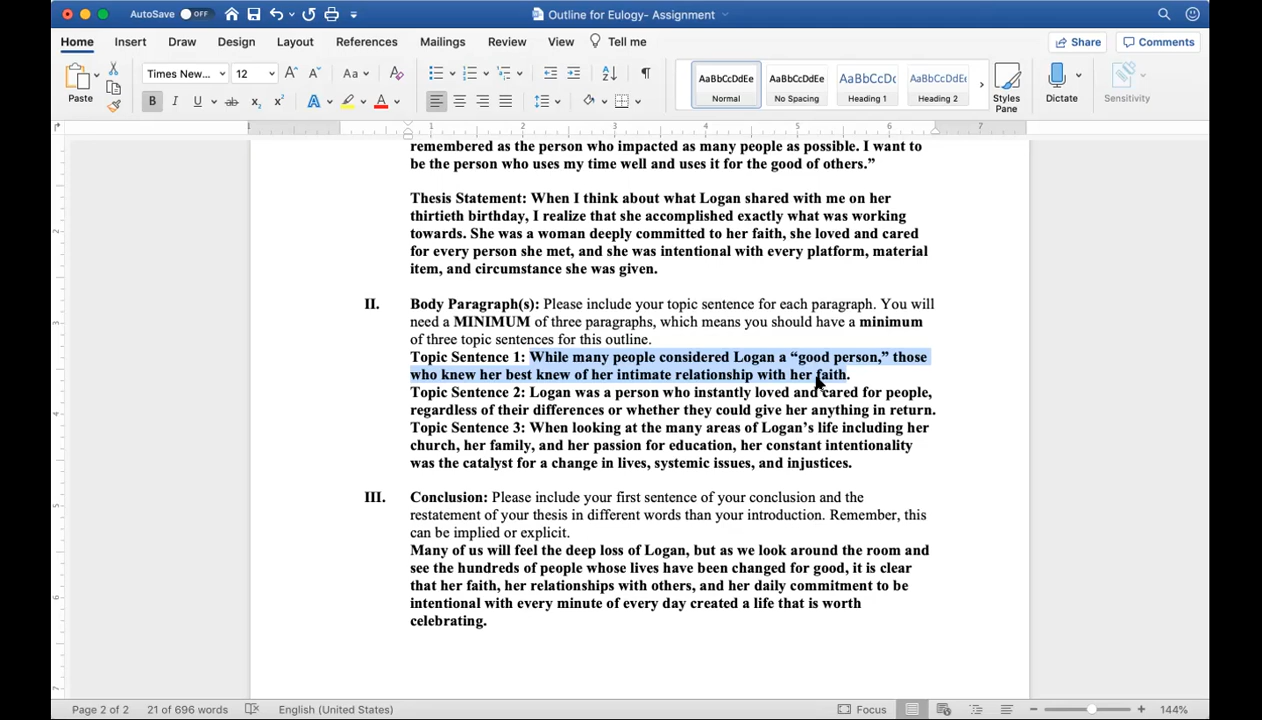 AutoSave OFF
Outline for Eulogy- Assignment
Home Insert Draw Design Layout References Mailings Review View Tell me Share Comments
Paste
Times New... 12 Aa
B I U ab x₂ x² A A
AaBbCcDdEe AaBbCcDdEe AaBbCcDc AaBbCcDdEe
Normal No Spacing Heading 1 Heading 2
Styles Pane
Dictate
Sensitivity
1 1 2 3 4 5 6 7
remembered as the person who impacted as many people as possible. I want to
be the person who uses my time well and uses it for the good of others.”
Thesis Statement: When I think about what Logan shared with me on her
thirtieth birthday, I realize that she accomplished exactly what was working
towards. She was a woman deeply committed to her faith, she loved and cared
for every person she met, and she was intentional with every platform, material
item, and circumstance she was given.
II. Body Paragraph(s): Please include your topic sentence for each paragraph. You will
need a MINIMUM of three paragraphs, which means you should have a minimum
of three topic sentences for this outline.
Topic Sentence 1: While many people considered Logan a “good person,” those
who knew her best knew of her intimate relationship with her faith.
Topic Sentence 2: Logan was a person who instantly loved and cared for people,
regardless of their differences or whether they could give her anything in return.
Topic Sentence 3: When looking at the many areas of Logan’s life including her
church, her family, and her passion for education, her constant intentionality
was the catalyst for a change in lives, systemic issues, and injustices.
III. Conclusion: Please include your first sentence of your conclusion and the
restatement of your thesis in different words than your introduction. Remember, this
can be implied or explicit.
Many of us will feel the deep loss of Logan, but as we look around the room and
see the hundreds of people whose lives have been changed for good, it is clear
that her faith, her relationships with others, and her daily commitment to be
intentional with every minute of every day created a life that is worth
celebrating.
Page 2 of 2 21 of 696 words English (United States) Focus 144%